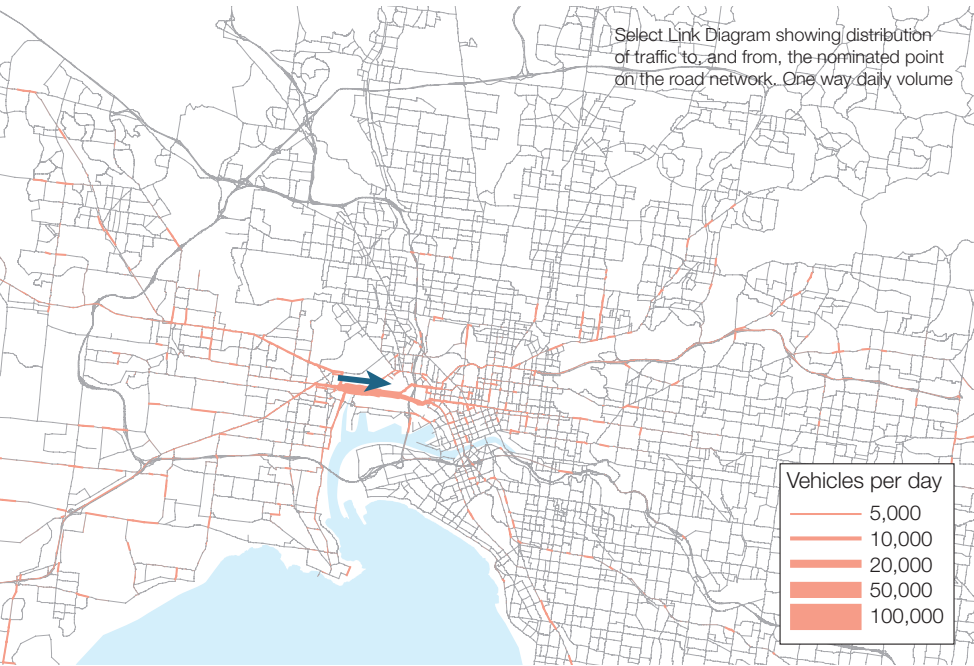 Select Link Diagram showing distribution
of traffic to, and from, the nominated point
on the road network. One way daily volume
Vehicles per day
5,000
10,000
20,000
50,000
100,000